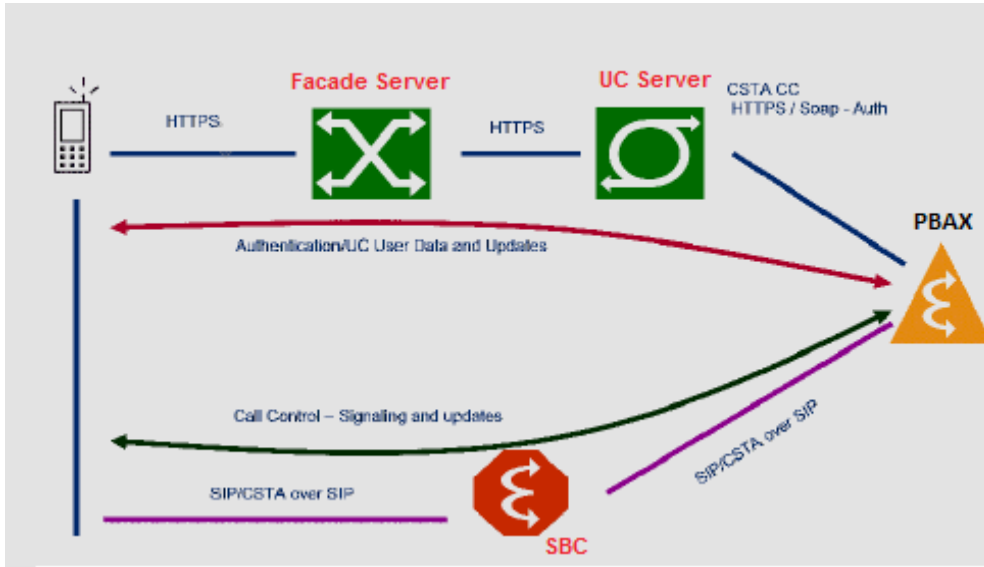 Facade Server
UC Server
CSTA CC
HTTPS / Soap - Auth
HTTPS
HTTPS
PBAX
Authentication/UC User Data and Updates
Call Control – Signaling and updates
SIP/CSTA over SIP
SIP/CSTA over SIP
SBC